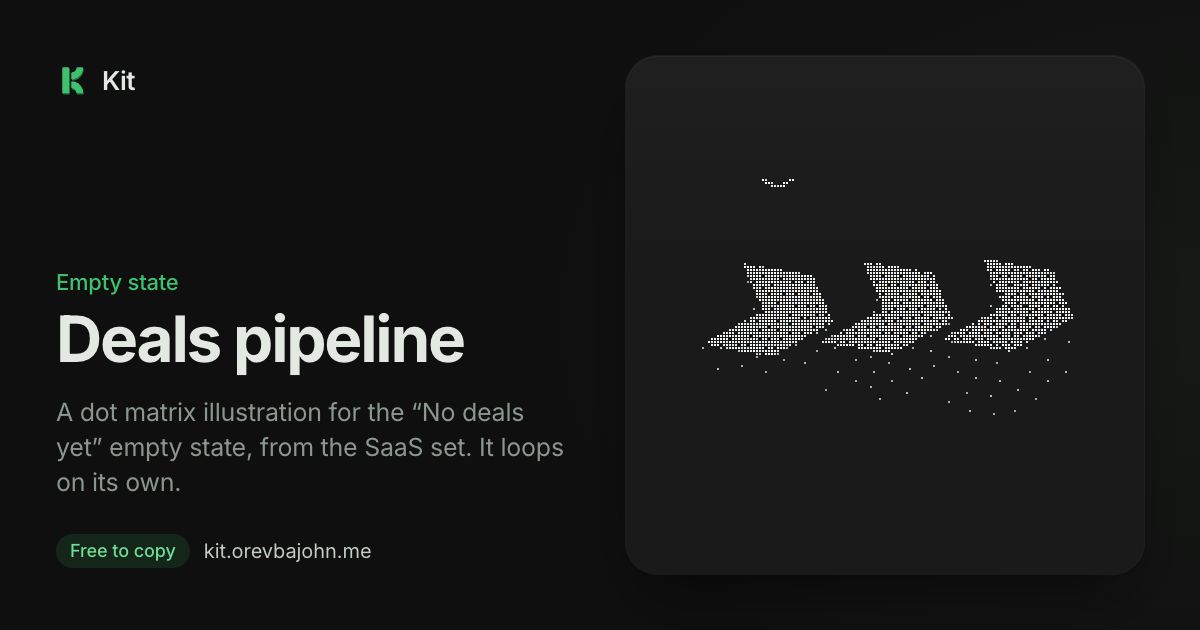 Kit
Empty state
Deals pipeline
A dot matrix illustration for the “No deals
yet” empty state, from the SaaS set. It loops
on its own.
Free to copy
kit.orevbajohn.me